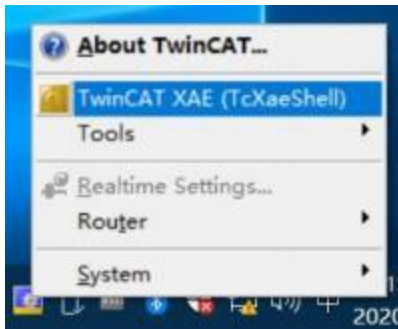 About TwinCAT...
TwinCAT XAE (TcXaeShell)
Tools
Realtime Settings...
Router
System
中
2020